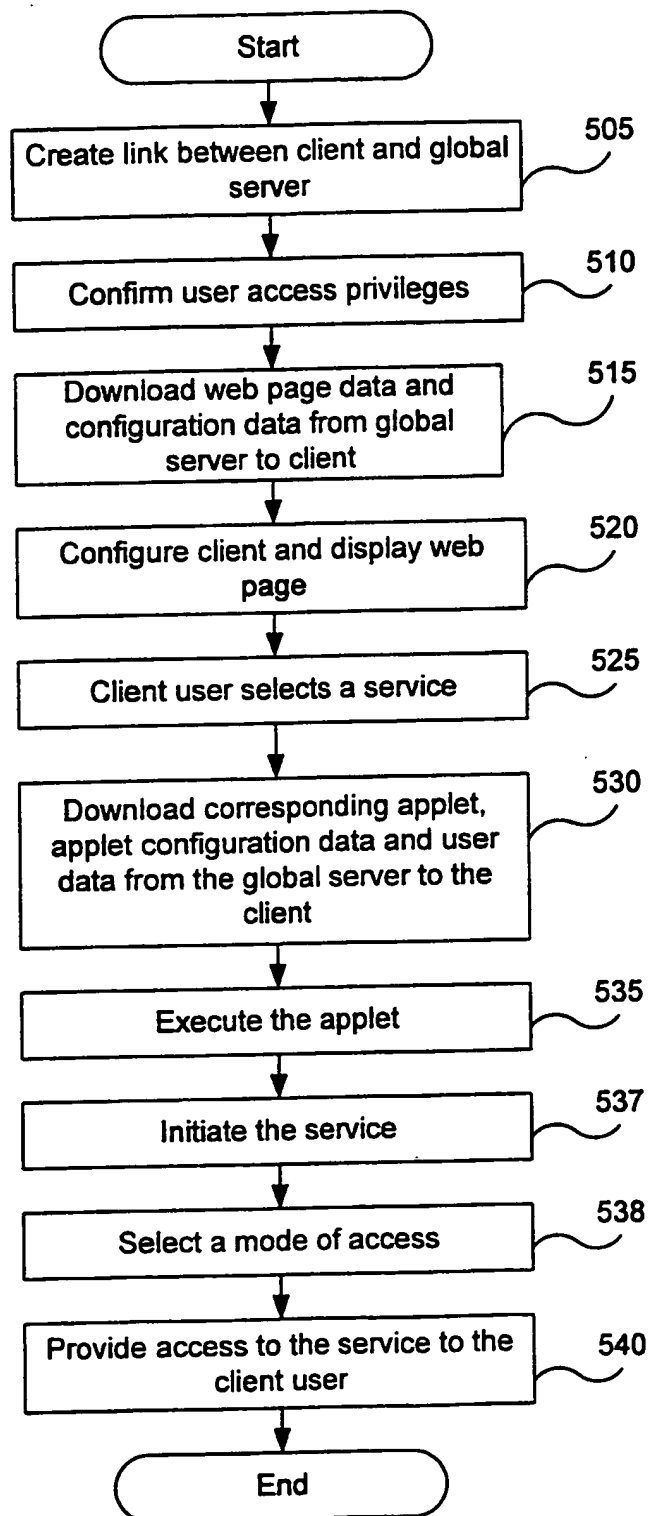 Start
Create link between client and global
server
505
Confirm user access privileges
510
Download web page data and
configuration data from global
server to client
515
Configure client and display web
page
520
Client user selects a service
525
Download corresponding applet,
applet configuration data and user
data from the global server to the
client
530
Execute the applet
535
Initiate the service
537
Select a mode of access
538
Provide access to the service to the
client user
540
End